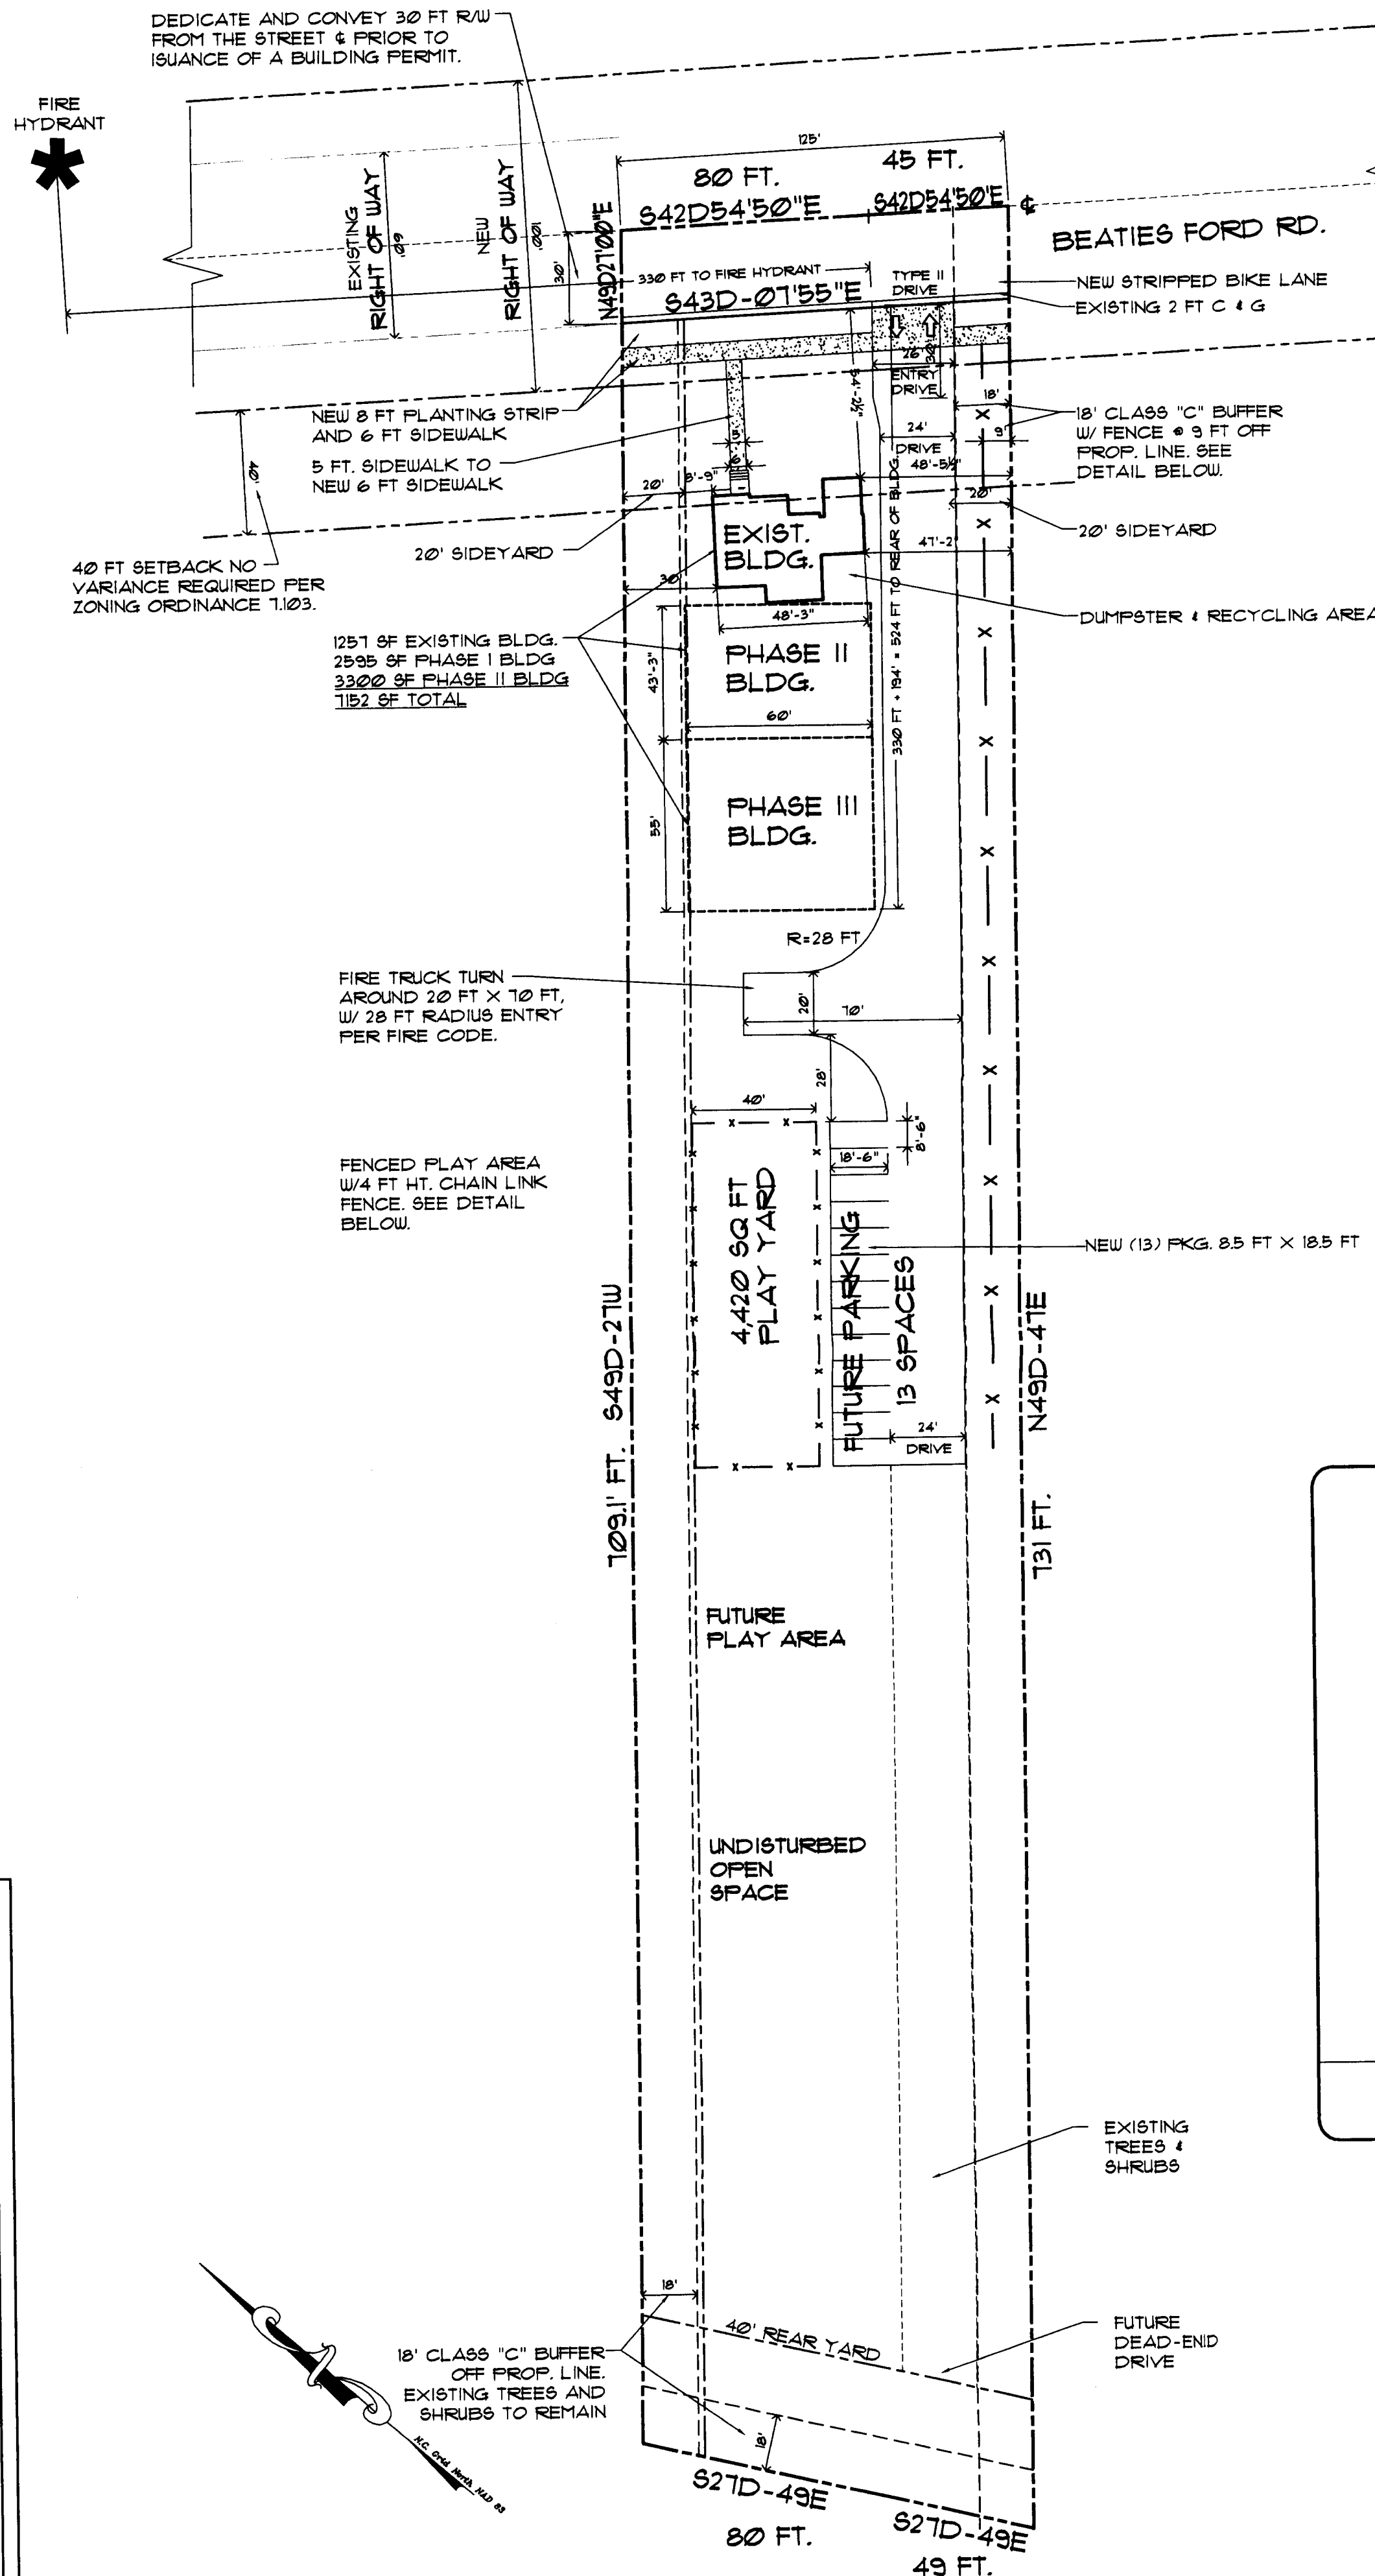 DEDICATE AND CONVEY 30 FT R/W
FROM THE STREET ℄ PRIOR TO
ISUANCE OF A BUILDING PERMIT.
FIRE
HYDRANT
125'
80 FT.
45 FT.
S42D54'50"E
S42D54'50'E
℄
BEATIES FORD RD.
EXISTING
RIGHT OF WAY
60'
NEW
RIGHT OF WAY
100'
30'
N49D27'00"E
330 FT TO FIRE HYDRANT
S43D-07'55"E
TYPE II
DRIVE
NEW STRIPPED BIKE LANE
EXISTING 2 FT C & G
26'
30'
ENTRY
DRIVE
54'-2½"
18'
9'
NEW 8 FT PLANTING STRIP
AND 6 FT SIDEWALK
18' CLASS "C" BUFFER
W/ FENCE @ 9 FT OFF
PROP. LINE. SEE
DETAIL BELOW.
24'
DRIVE
48'-5½"
5 FT. SIDEWALK TO
NEW 6 FT SIDEWALK
5'
6'
40'
20'
8'-9"
20'
20' SIDEYARD
20' SIDEYARD
EXIST.
BLDG.
47'-2"
40 FT SETBACK NO
VARIANCE REQUIRED PER
ZONING ORDINANCE 7.103.
30'
48'-3"
DUMPSTER & RECYCLING AREA
1257 SF EXISTING BLDG.
2595 SF PHASE I BLDG
3300 SF PHASE II BLDG
7152 SF TOTAL
43'-3"
PHASE II
BLDG.
60'
330 FT + 194' = 524 FT TO REAR OF BLDG.
55'
PHASE III
BLDG.
R=28 FT
FIRE TRUCK TURN
AROUND 20 FT X 70 FT,
W/ 28 FT RADIUS ENTRY
PER FIRE CODE.
20'
70'
28'
40'
8'-6"
18'-6"
FENCED PLAY AREA
W/4 FT HT. CHAIN LINK
FENCE. SEE DETAIL
BELOW.
4,420 SQ FT
PLAY YARD
FUTURE PARKING
13 SPACES
NEW (13) PKG. 8.5 FT X 18.5 FT
24'
DRIVE
709.1' FT. S49D-27W
731 FT. N49D-47E
FUTURE
PLAY AREA
UNDISTURBED
OPEN
SPACE
EXISTING
TREES &
SHRUBS
18'
40' REAR YARD
FUTURE
DEAD-END
DRIVE
18' CLASS "C" BUFFER
OFF PROP. LINE.
EXISTING TREES AND
SHRUBS TO REMAIN
18'
N.C. Grid North NAD 83
S27D-49E
80 FT.
S27D-49E
49 FT.